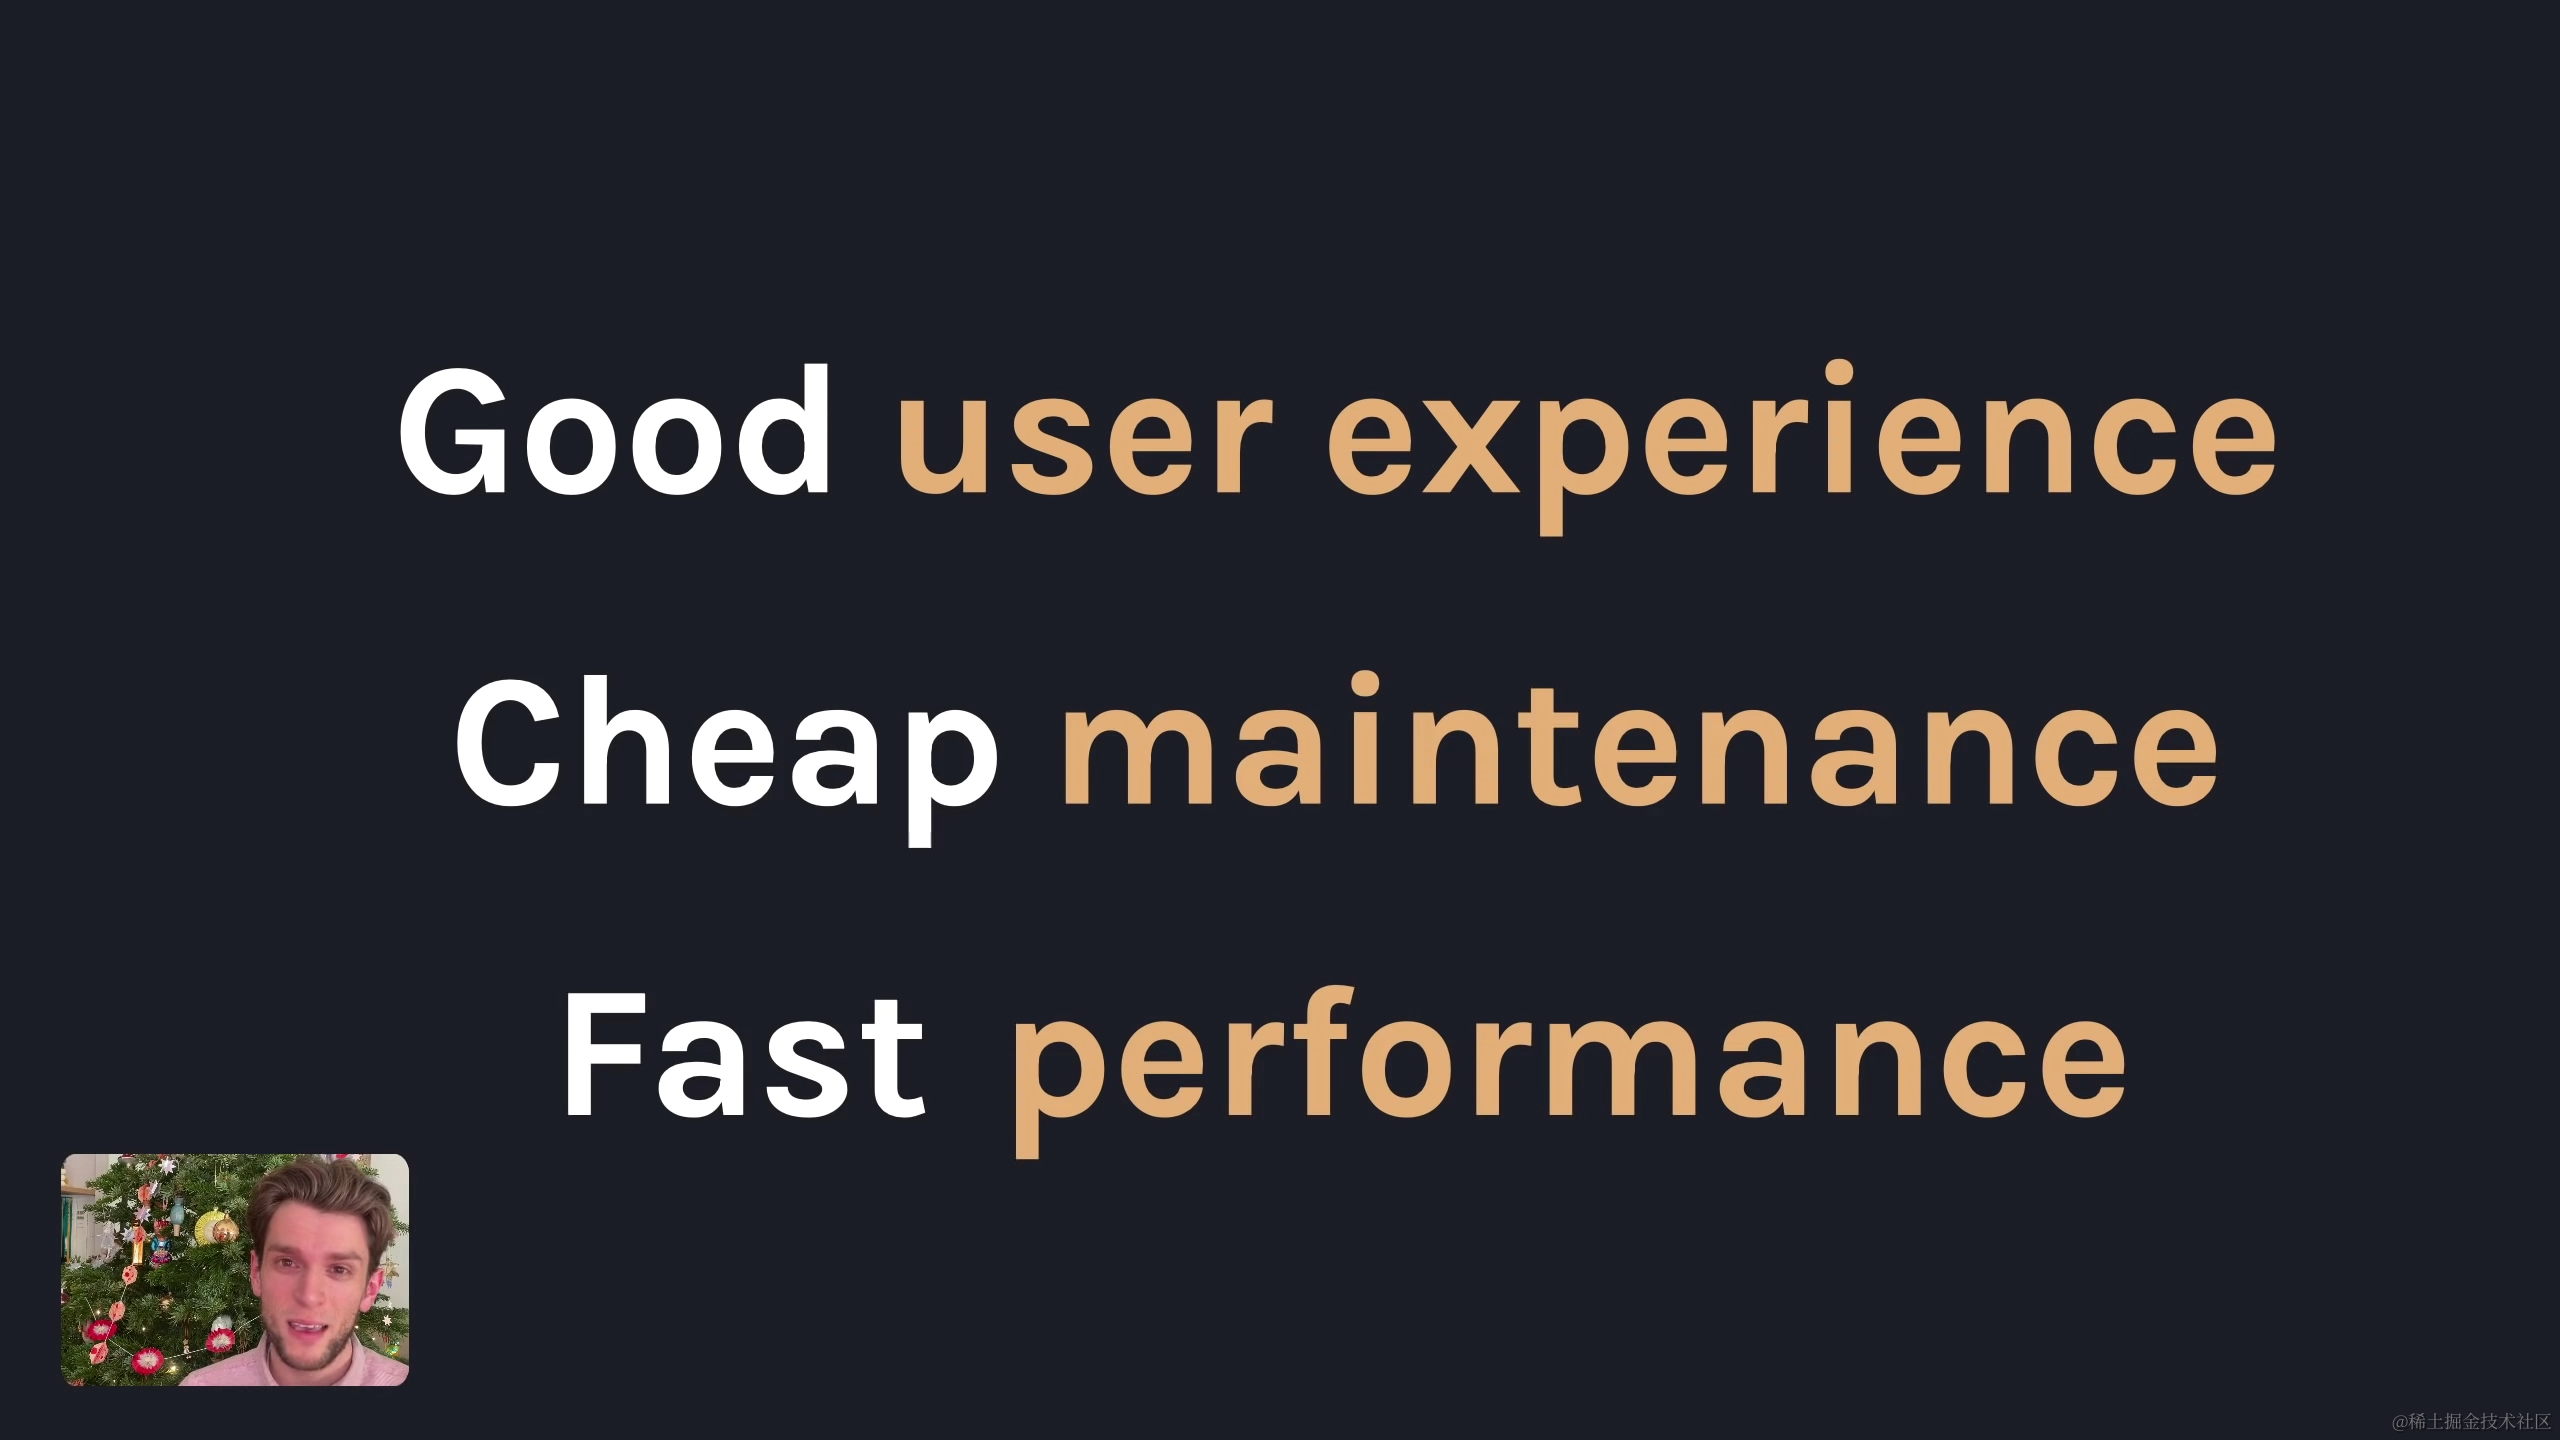 Good user experience
Cheap maintenance
Fast performance
@稀土掘金技术社区